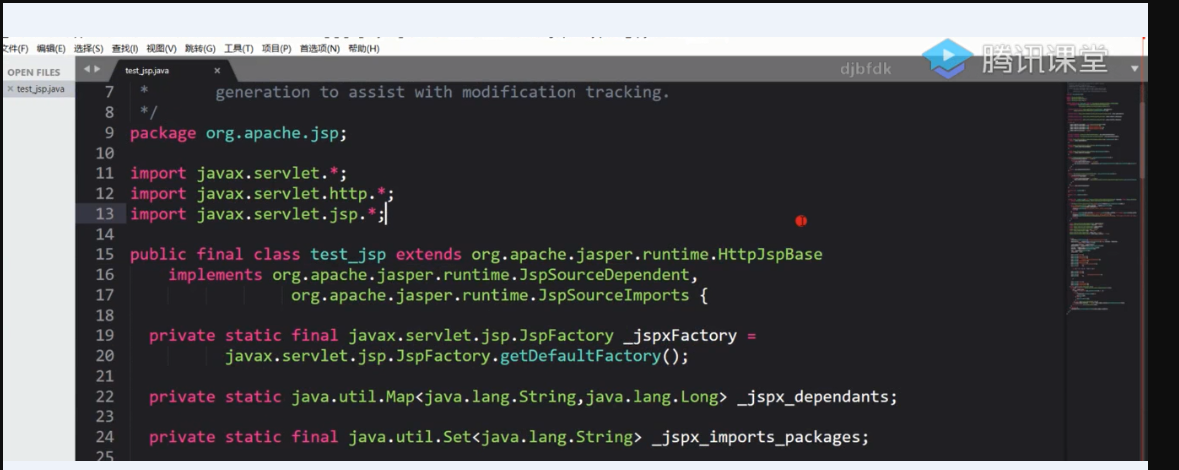 文件(F) 编辑(E) 选择(S) 查找(I) 视图(V) 跳转(G) 工具(T) 项目(P) 首选项(N) 帮助(H)
腾讯课堂
djbfdk
OPEN FILES
test_jsp.java
× test_jsp.java
7 * generation to assist with modification tracking.
8 */
9 package org.apache.jsp;
10
11 import javax.servlet.*;
12 import javax.servlet.http.*;
13 import javax.servlet.jsp.*;
14
15 public final class test_jsp extends org.apache.jasper.runtime.HttpJspBase
16 implements org.apache.jasper.runtime.JspSourceDependent,
17 org.apache.jasper.runtime.JspSourceImports {
18
19 private static final javax.servlet.jsp.JspFactory _jspxFactory =
20 javax.servlet.jsp.JspFactory.getDefaultFactory();
21
22 private static java.util.Map<java.lang.String,java.lang.Long> _jspx_dependants;
23
24 private static final java.util.Set<java.lang.String> _jspx_imports_packages;
25